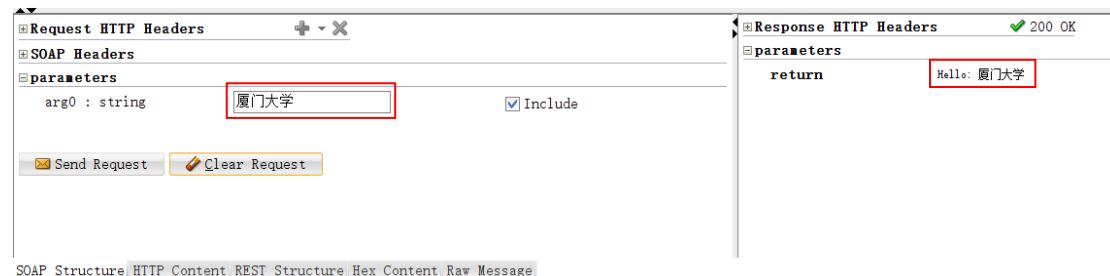 Request HTTP Headers
SOAP Headers
parameters
arg0 : string
厦门大学
Include
Send Request
Clear Request
Response HTTP Headers
200 OK
parameters
return
Hello: 厦门大学
SOAP Structure HTTP Content REST Structure Hex Content Raw Message